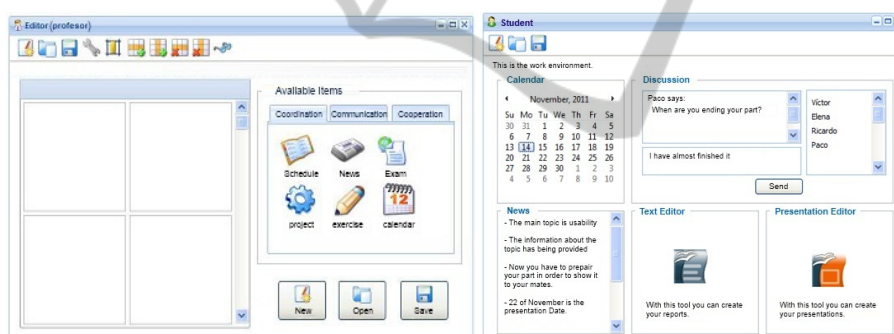 Editor (profesor)
Available Items
Coordination Communication Cooperation
Schedule News Exam
12
project exercise calendar
New Open Save
Student
This is the work environment.
Calendar
November, 2011
Su Mo Tu We Th Fr Sa
30 31 1 2 3 4 5
6 7 8 9 10 11 12
13 14 15 16 17 18 19
20 21 22 23 24 25 26
27 28 29 30 1 2 3
4 5 6 7 8 9 10
Discussion
Paco says:
When are you ending your part?
I have almost finished it
Send
Víctor
Elena
Ricardo
Paco
News
- The main topic is usability
- The information about the
topic has being provided
- Now you have to prepair
your part in order to show it
to your mates.
- 22 of November is the
presentation Date.
Text Editor
With this tool you can create
your reports.
Presentation Editor
With this tool you can create
your presentations.